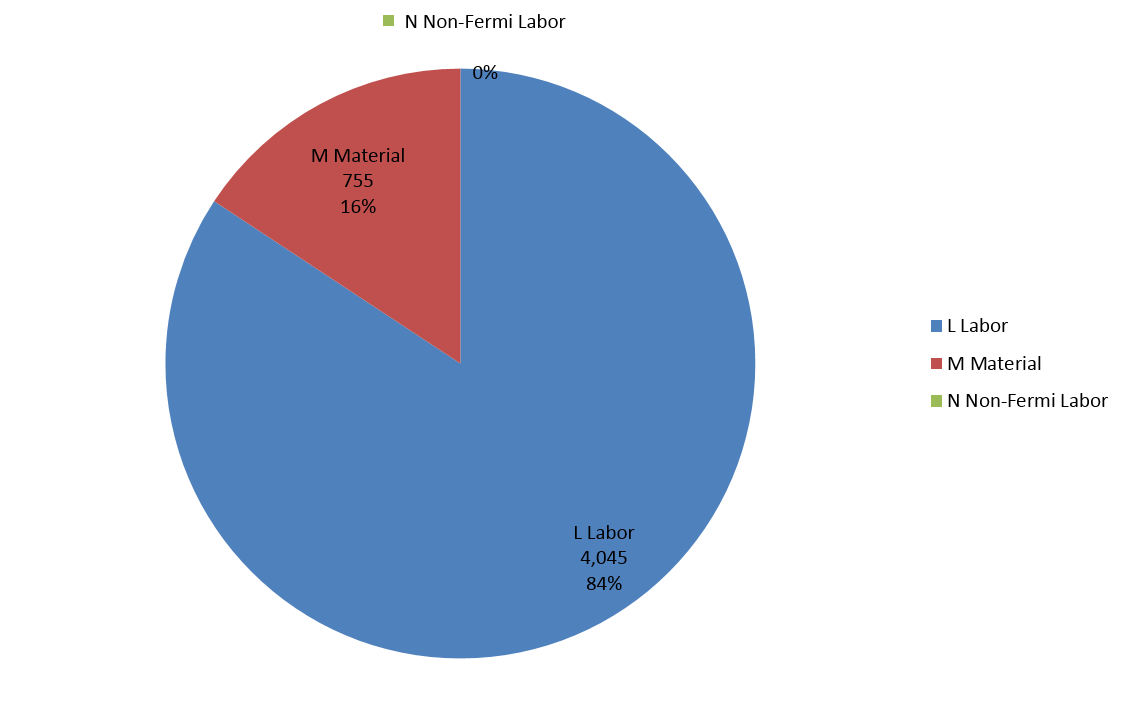 N Non-Fermi Labor
0%
M Material
755
16%
L Labor
4,045
84%
L Labor
M Material
N Non-Fermi Labor